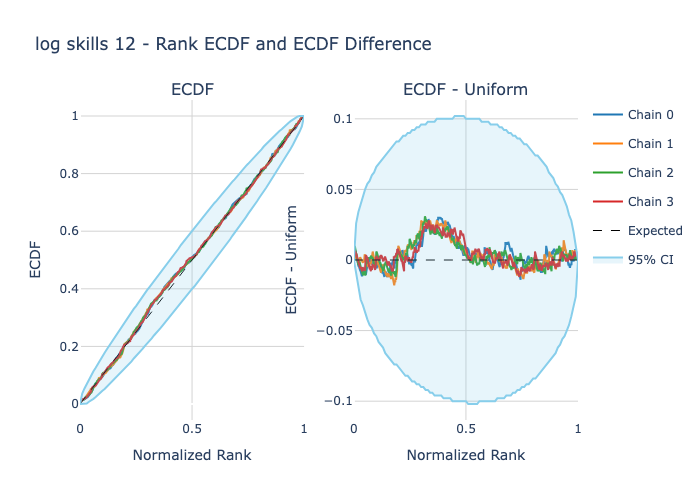 log skills 12 - Rank ECDF and ECDF Difference
ECDF
ECDF - Uniform
1
0.8
0.6
0.4
0.2
0
0
0.5
1
Normalized Rank
ECDF
0.1
0.05
0
−0.05
−0.1
0
0.5
1
Normalized Rank
ECDF - Uniform
Chain 0
Chain 1
Chain 2
Chain 3
Expected
95% CI